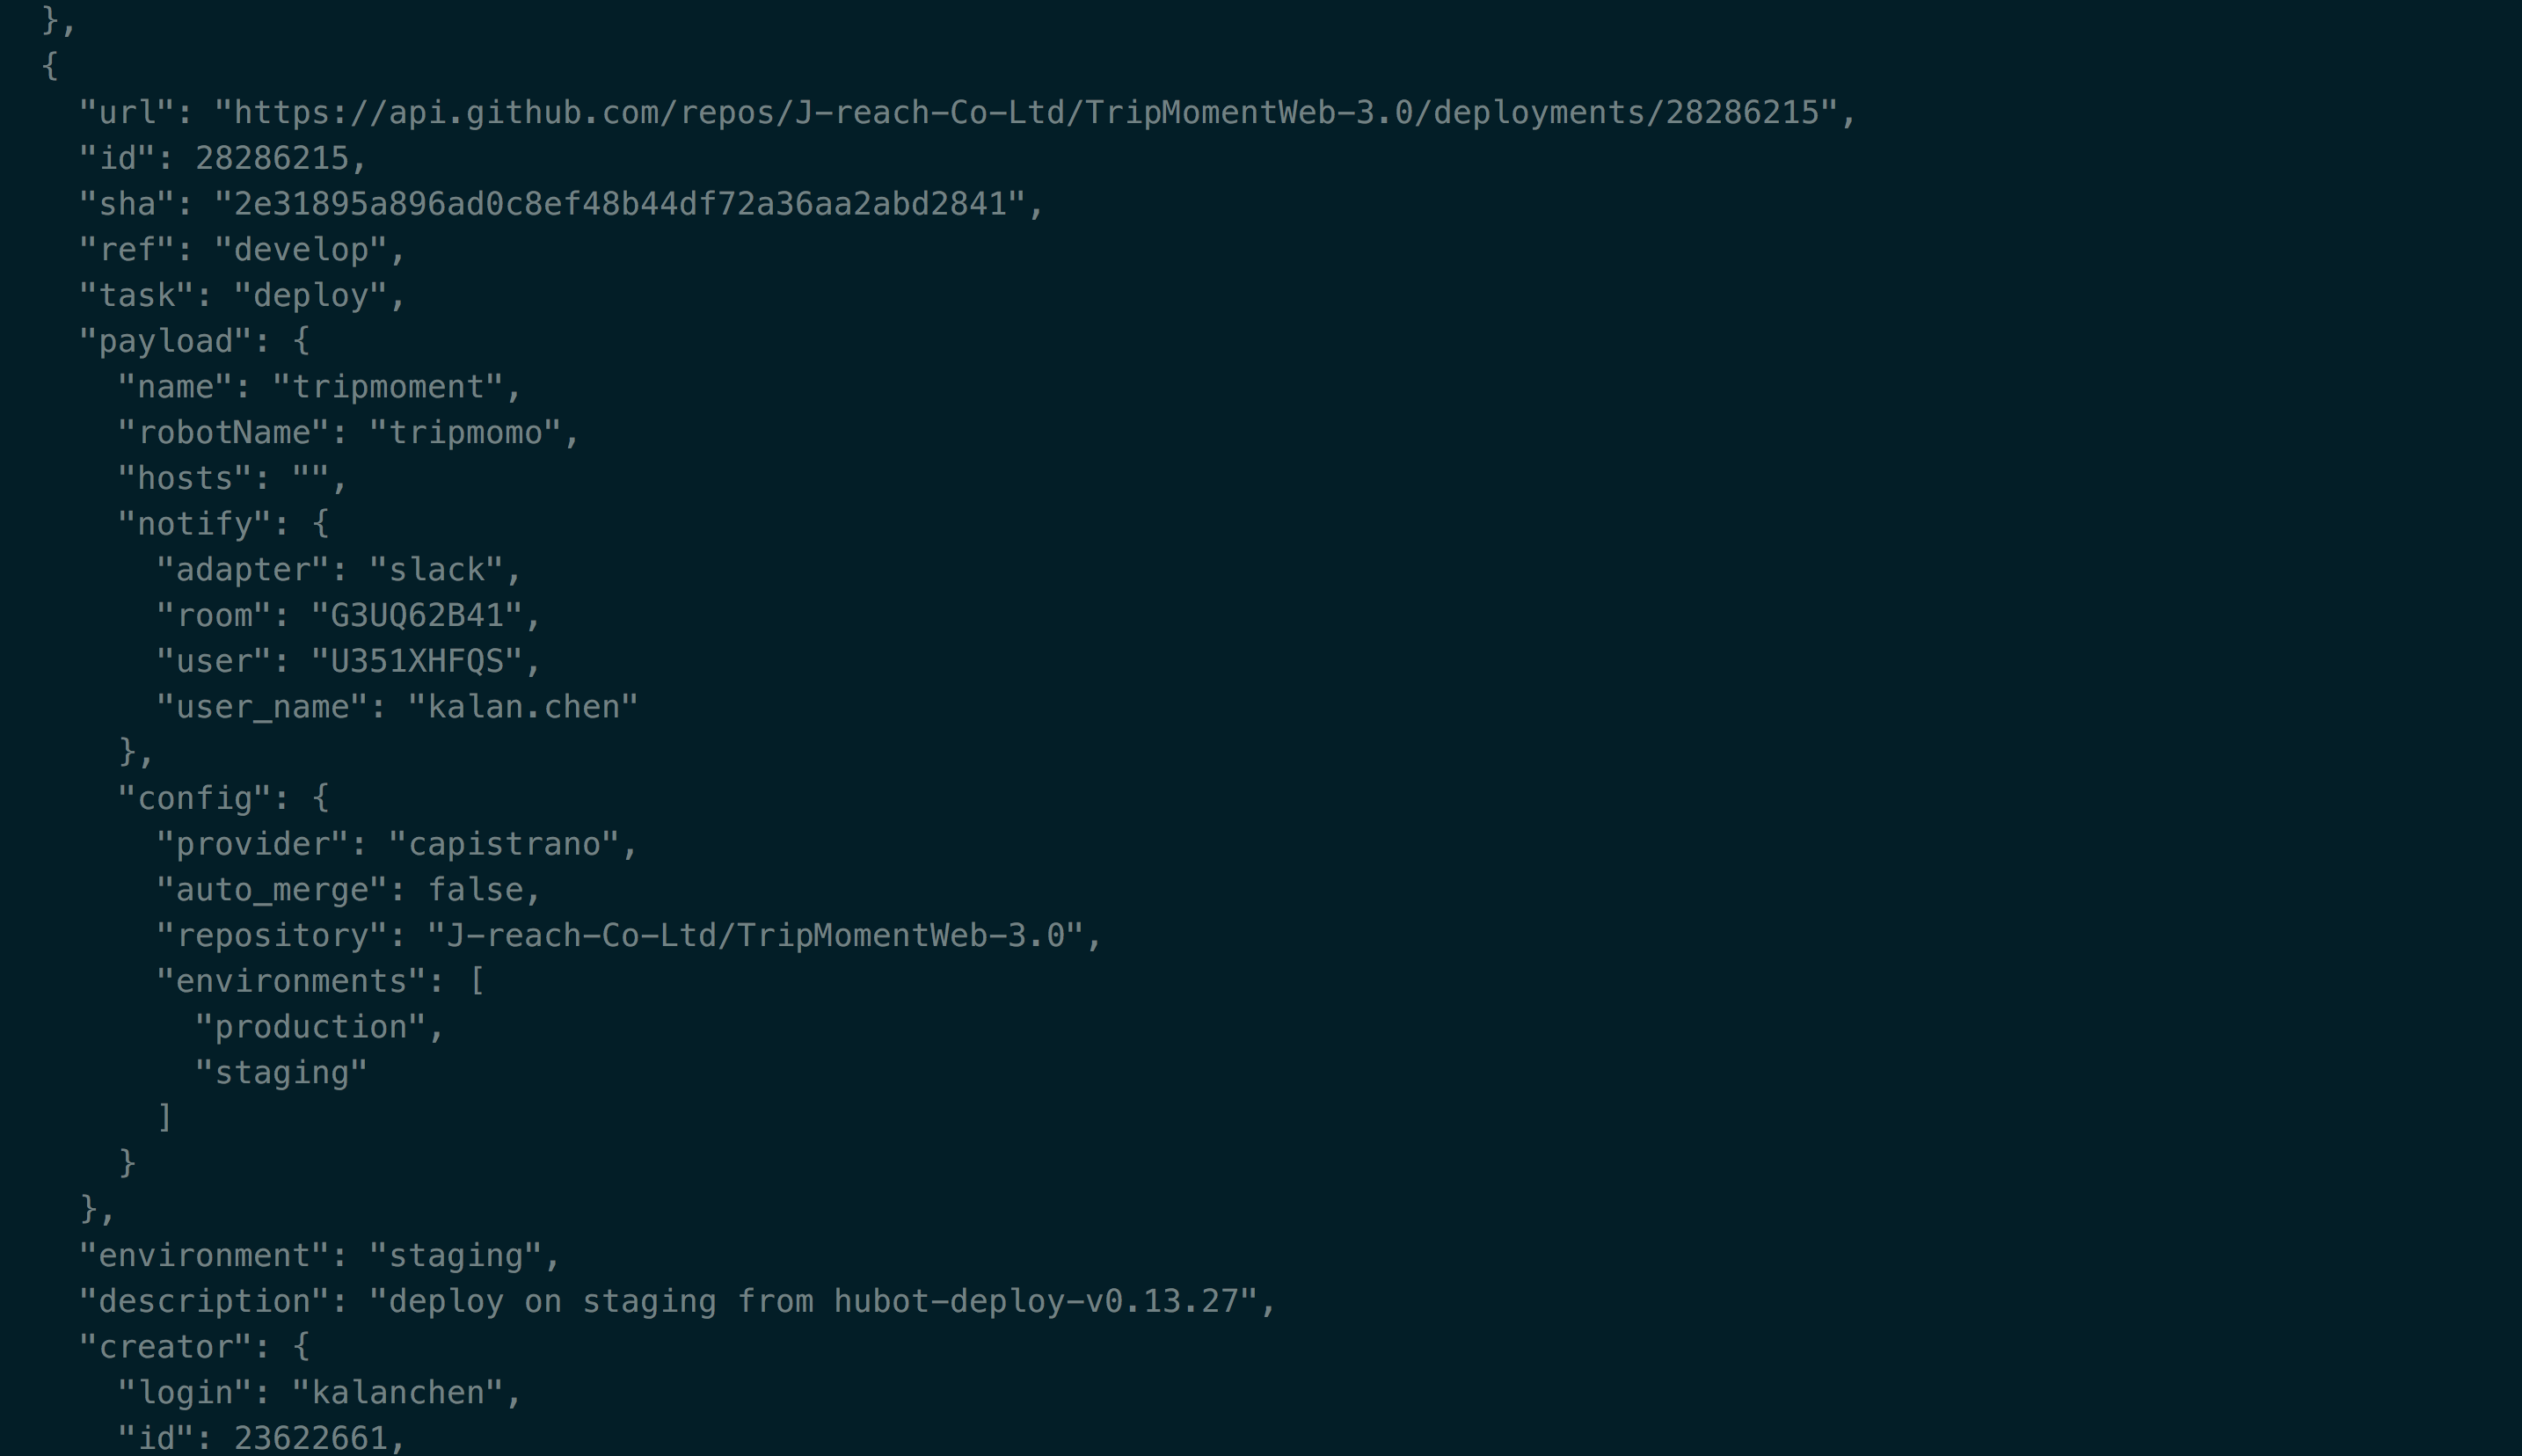 },
{
"url": "https://api.github.com/repos/J-reach-Co-Ltd/TripMomentWeb-3.0/deployments/28286215",
"id": 28286215,
"sha": "2e31895a896ad0c8ef48b44df72a36aa2abd2841",
"ref": "develop",
"task": "deploy",
"payload": {
"name": "tripmoment",
"robotName": "tripmomo",
"hosts": "",
"notify": {
"adapter": "slack",
"room": "G3UQ62B41",
"user": "U351XHFQS",
"user_name": "kalan.chen"
},
"config": {
"provider": "capistrano",
"auto_merge": false,
"repository": "J-reach-Co-Ltd/TripMomentWeb-3.0",
"environments": [
"production",
"staging"
]
}
},
"environment": "staging",
"description": "deploy on staging from hubot-deploy-v0.13.27",
"creator": {
"login": "kalanchen",
"id": 23622661,